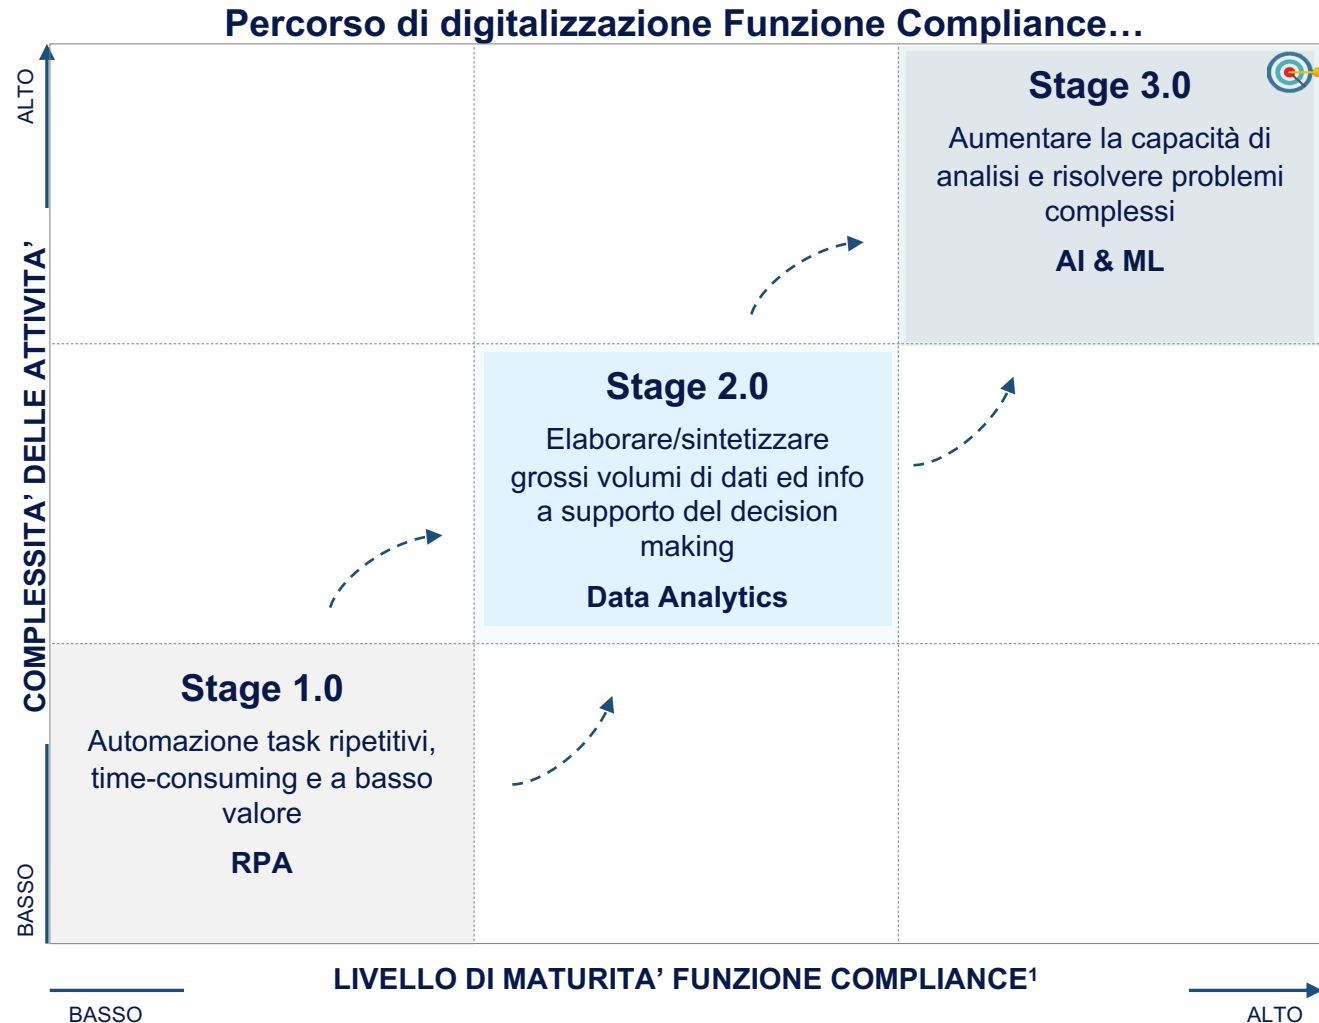 Percorso di digitalizzazione Funzione Compliance…
ALTO
Stage 3.0
Aumentare la capacità di
analisi e risolvere problemi
complessi
AI & ML
COMPLESSITA’ DELLE ATTIVITA’
Stage 2.0
Elaborare/sintetizzare
grossi volumi di dati ed info
a supporto del decision
making
Data Analytics
Stage 1.0
Automazione task ripetitivi,
time-consuming e a basso
valore
RPA
BASSO
LIVELLO DI MATURITA’ FUNZIONE COMPLIANCE¹
BASSO
ALTO